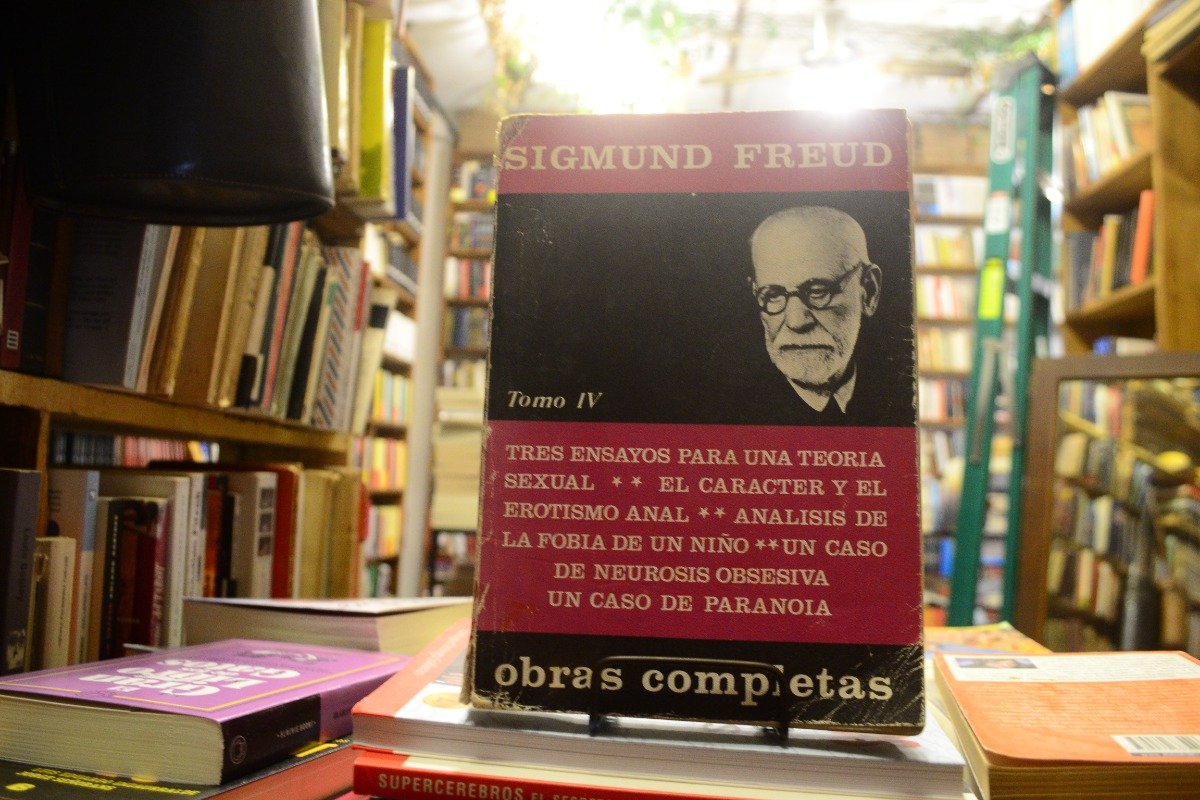 SIGMUND FREUD
Tomo IV
TRES ENSAYOS PARA UNA TEORIA
SEXUAL ** EL CARACTER Y EL
EROTISMO ANAL ** ANALISIS DE
LA FOBIA DE UN NIÑO ** UN CASO
DE NEUROSIS OBSESIVA
UN CASO DE PARANOIA
obras completas
SUPERCEREBROS